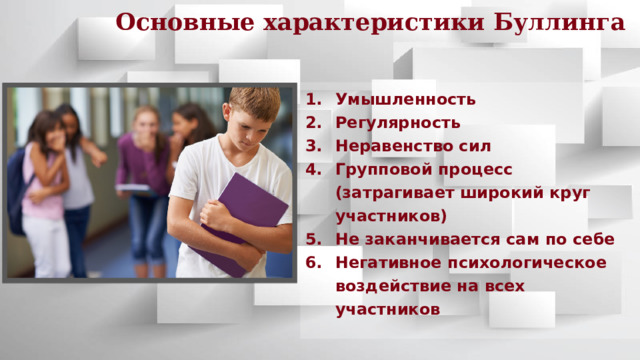 Основные характеристики Буллинга
1. Умышленность
2. Регулярность
3. Неравенство сил
4. Групповой процесс
(затрагивает широкий круг
участников)
5. Не заканчивается сам по себе
6. Негативное психологическое
воздействие на всех
участников